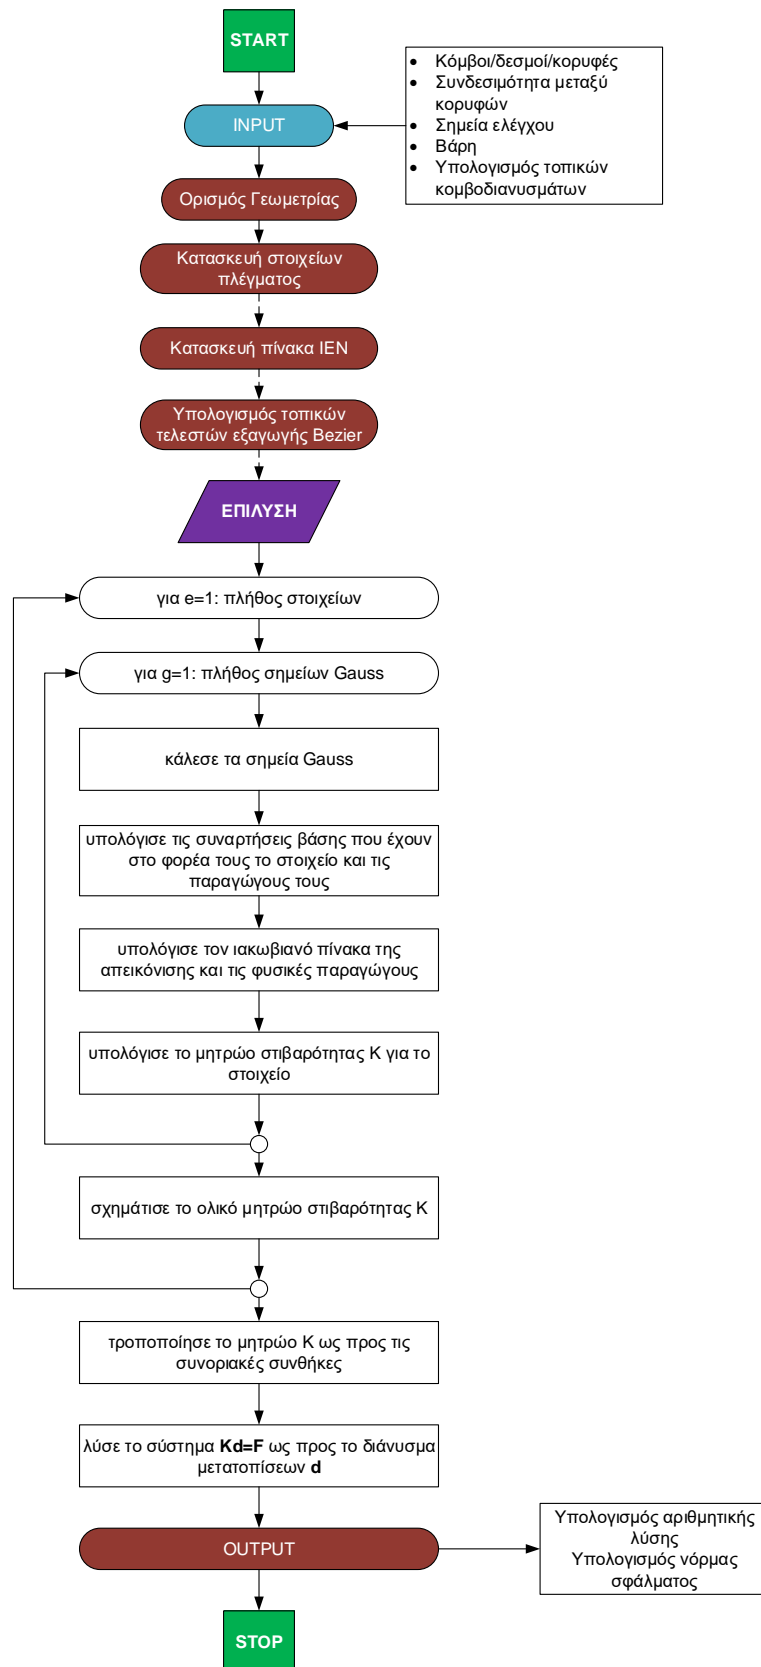 START
INPUT
• Κόμβοι/δεσμοί/κορυφές
• Συνδεσιμότητα μεταξύ
κορυφών
• Σημεία ελέγχου
• Βάρη
• Υπολογισμός τοπικών
κομβοδιανυσμάτων
Ορισμός Γεωμετρίας
Κατασκευή στοιχείων
πλέγματος
Κατασκευή πίνακα IEN
Υπολογισμός τοπικών
τελεστών εξαγωγής Bezier
ΕΠΙΛΥΣΗ
για e=1: πλήθος στοιχείων
για g=1: πλήθος σημείων Gauss
κάλεσε τα σημεία Gauss
υπολόγισε τις συναρτήσεις βάσης που έχουν
στο φορέα τους το στοιχείο και τις
παραγώγους τους
υπολόγισε τον ιακωβιανό πίνακα της
απεικόνισης και τις φυσικές παραγώγους
υπολόγισε το μητρώο στιβαρότητας Κ για το
στοιχείο
σχημάτισε το ολικό μητρώο στιβαρότητας Κ
τροποποίησε το μητρώο Κ ως προς τις
συνοριακές συνθήκες
λύσε το σύστημα Kd=F ως προς το διάνυσμα
μετατοπίσεων d
OUTPUT
Υπολογισμός αριθμητικής
λύσης
Υπολογισμός νόρμας
σφάλματος
STOP